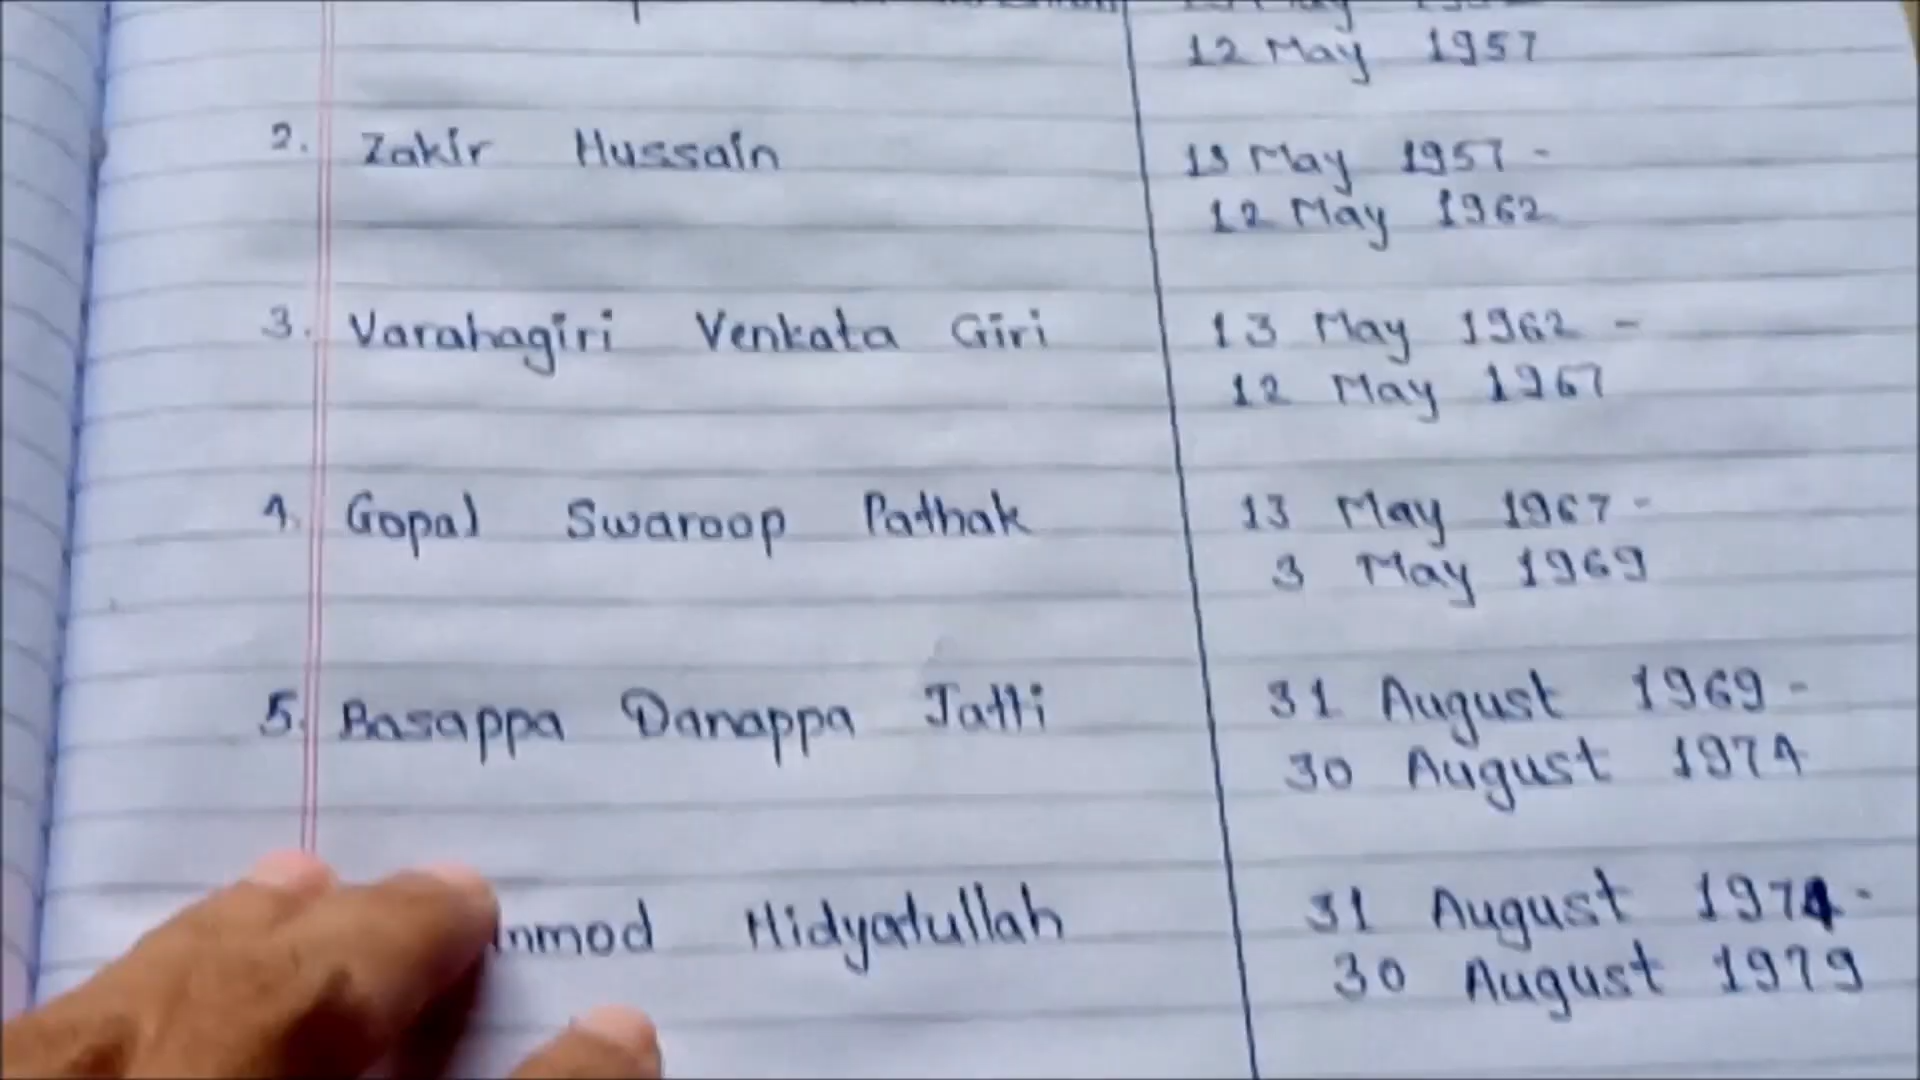 12 May 1957
2. Zakir Hussain 13 May 1957 -
12 May 1962
3. Varahagiri Venkata Giri 13 May 1962 -
12 May 1967
4. Gopal Swaroop Pathak 13 May 1967 -
3 May 1969
5. Basappa Danappa Jatti 31 August 1969 -
30 August 1974
Hidyatullah 31 August 1974 -
30 August 1979